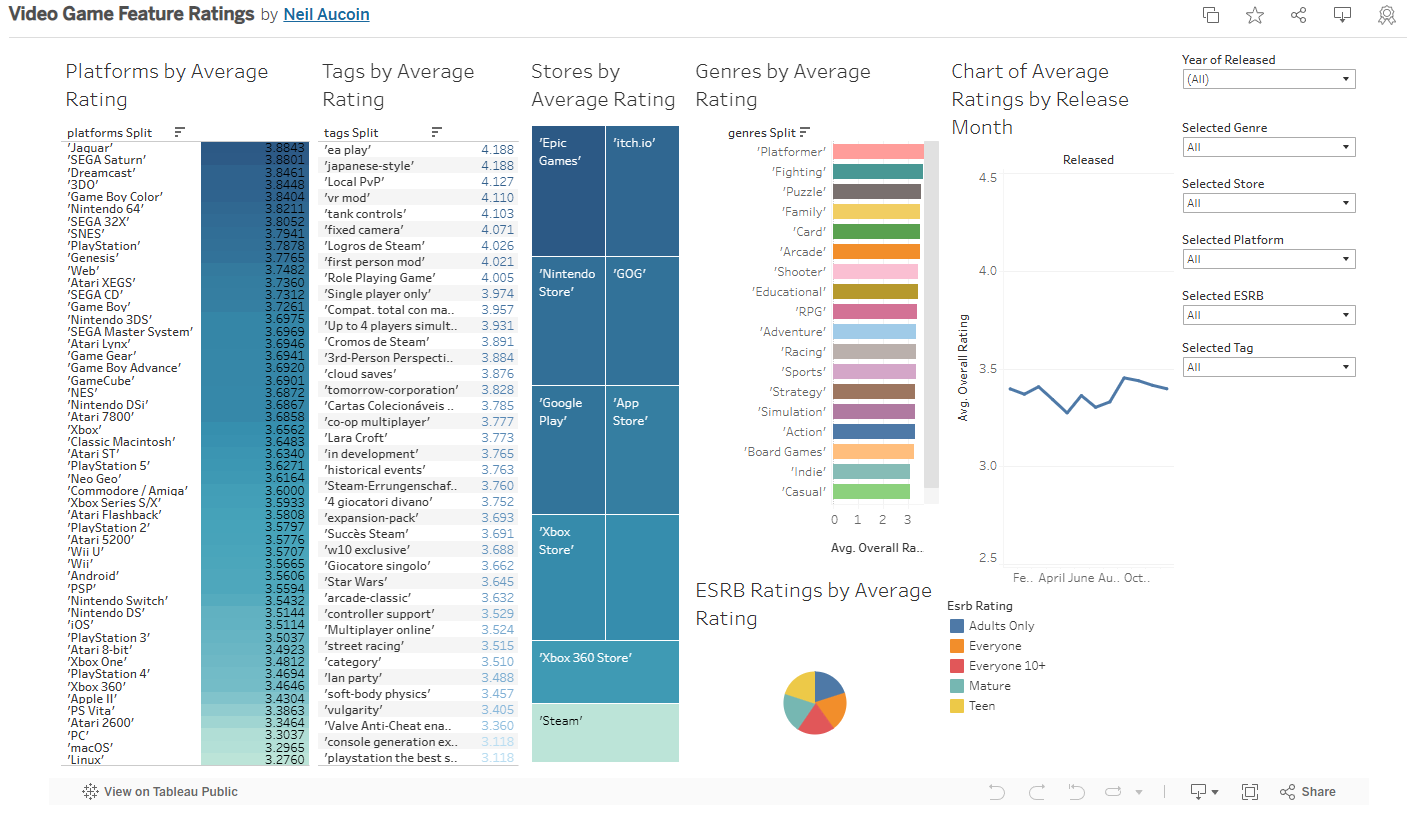 Video Game Feature Ratings by Neil Aucoin
Platforms by Average
Rating
platforms Split
'Jaguar' 3.8843
'SEGA Saturn' 3.8801
'Dreamcast' 3.8461
'3DO' 3.8448
'Game Boy Color' 3.8404
'Nintendo 64' 3.8211
'SEGA 32X' 3.8052
'SNES' 3.7941
'PlayStation' 3.7878
'Genesis' 3.7765
'Web' 3.7482
'Atari XEGS' 3.7360
'SEGA CD' 3.7312
'Game Boy' 3.7261
'Nintendo 3DS' 3.6975
'SEGA Master System' 3.6969
'Atari Lynx' 3.6946
'Game Gear' 3.6941
'Game Boy Advance' 3.6920
'GameCube' 3.6901
'NES' 3.6872
'Nintendo DSi' 3.6867
'Atari 7800' 3.6858
'Xbox' 3.6562
'Classic Macintosh' 3.6483
'Atari ST' 3.6340
'PlayStation 5' 3.6271
'Neo Geo' 3.6164
'Commodore / Amiga' 3.6000
'Xbox Series S/X' 3.5933
'Atari Flashback' 3.5808
'PlayStation 2' 3.5797
'Atari 5200' 3.5776
'Wii U' 3.5707
'Wii' 3.5665
'Android' 3.5606
'PSP' 3.5594
'Nintendo Switch' 3.5432
'Nintendo DS' 3.5144
'iOS' 3.5114
'PlayStation 3' 3.5037
'Atari 8-bit' 3.4923
'Xbox One' 3.4812
'PlayStation 4' 3.4694
'Xbox 360' 3.4646
'Apple II' 3.4304
'PS Vita' 3.3863
'Atari 2600' 3.3464
'PC' 3.3037
'macOS' 3.2965
'Linux' 3.2760
Tags by Average
Rating
tags Split
'ea play' 4.188
'japanese-style' 4.188
'Local PvP' 4.127
'vr mod' 4.110
'tank controls' 4.103
'fixed camera' 4.071
'Logros de Steam' 4.026
'first person mod' 4.021
'Role Playing Game' 4.005
'Single player only' 3.974
'Compat. total con ma.. 3.957
'Up to 4 players simult.. 3.931
'Cromos de Steam' 3.891
'3rd-Person Perspecti.. 3.884
'cloud saves' 3.876
'tomorrow-corporation' 3.828
'Cartas Colecionáveis .. 3.785
'co-op multiplayer' 3.777
'Lara Croft' 3.773
'in development' 3.765
'historical events' 3.763
'Steam-Errungenschaf.. 3.760
'4 giocatori divano' 3.752
'expansion-pack' 3.693
'Succès Steam' 3.691
'w10 exclusive' 3.688
'Giocatore singolo' 3.662
'Star Wars' 3.645
'arcade-classic' 3.632
'controller support' 3.529
'Multiplayer online' 3.524
'street racing' 3.515
'category' 3.510
'lan party' 3.488
'soft-body physics' 3.457
'vulgarity' 3.405
'Valve Anti-Cheat ena.. 3.360
'console generation ex.. 3.118
'playstation the best s.. 3.118
Stores by
Average Rating
'Epic
Games'
'itch.io'
'Nintendo
Store'
'GOG'
'Google
Play'
'App
Store'
'Xbox
Store'
'Xbox 360 Store'
'Steam'
Genres by Average
Rating
genres Split
'Platformer'
'Fighting'
'Puzzle'
'Family'
'Card'
'Arcade'
'Shooter'
'Educational'
'RPG'
'Adventure'
'Racing'
'Sports'
'Strategy'
'Simulation'
'Action'
'Board Games'
'Indie'
'Casual'
0 1 2 3
Avg. Overall Ra..
ESRB Ratings by Average
Rating
Chart of Average
Ratings by Release
Month
Released
Avg. Overall Rating
4.5
4.0
3.5
3.0
2.5
Fe.. April June Au.. Oct..
Esrb Rating
Adults Only
Everyone
Everyone 10+
Mature
Teen
Year of Released
(All)
Selected Genre
All
Selected Store
All
Selected Platform
All
Selected ESRB
All
Selected Tag
All
View on Tableau Public
Share